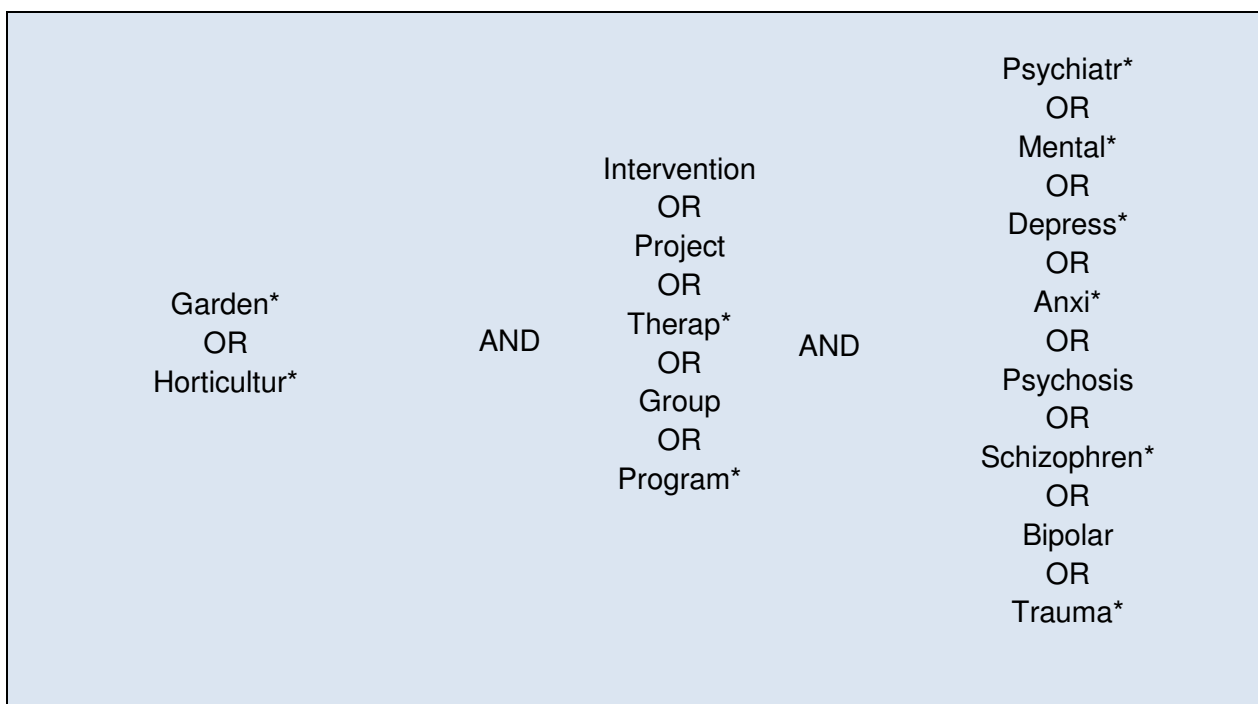 Garden*
OR
Horticultur*
AND
Intervention
OR
Project
OR
Therap*
OR
Group
OR
Program*
AND
Psychiatr*
OR
Mental*
OR
Depress*
OR
Anxi*
OR
Psychosis
OR
Schizophren*
OR
Bipolar
OR
Trauma*